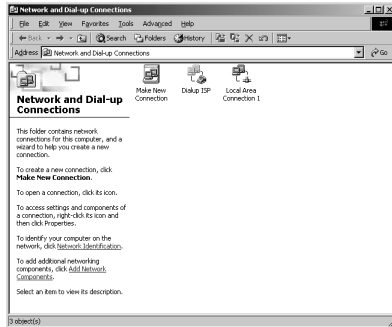 Network and Dial-up Connections
File Edit View Favorites Tools Advanced Help
Back Search Folders History
Address Network and Dial-up Connections Go
Network and Dial-up
Connections
This folder contains network
connections for this computer, and a
wizard to help you create a new
connection.
To create a new connection, click
Make New Connection.
To open a connection, click its icon.
To access settings and components of
a connection, right-click its icon and
then click Properties.
To identify your computer on the
network, click Network Identification.
To add additional networking
components, click Add Network
Components.
Select an item to view its description.
Make New
Connection
Dialup ISP
Local Area
Connection 1
3 object(s)